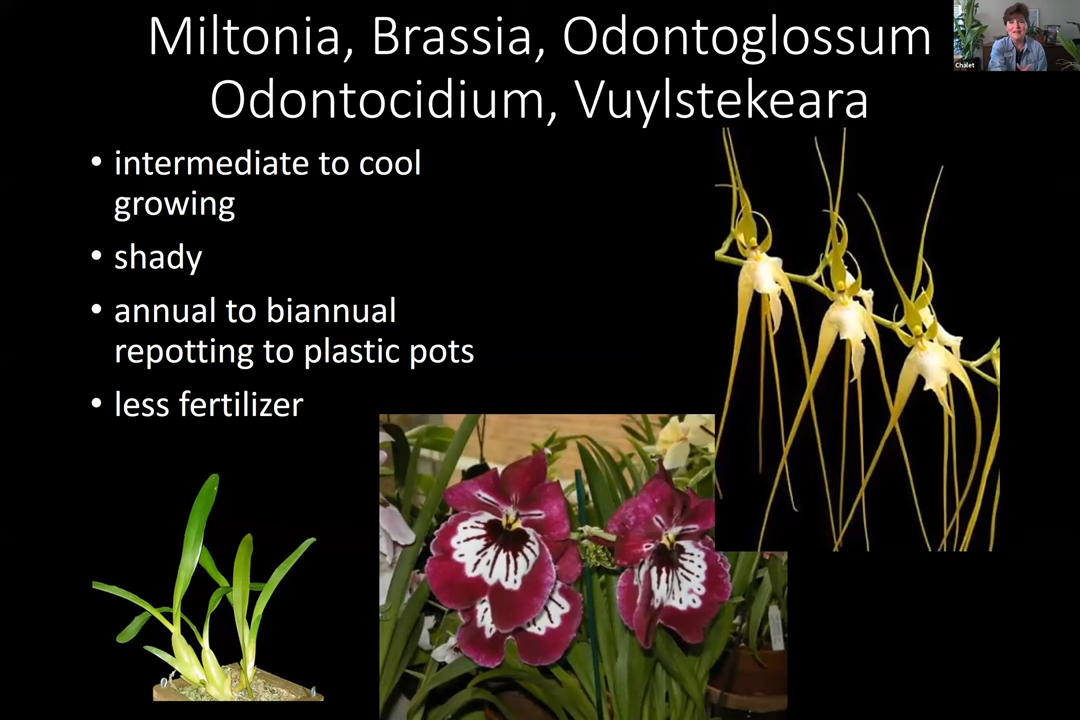 Miltonia, Brassia, Odontoglossum
Odontocidium, Vuylstekeara
• intermediate to cool
growing
• shady
• annual to biannual
repotting to plastic pots
• less fertilizer
Chalet